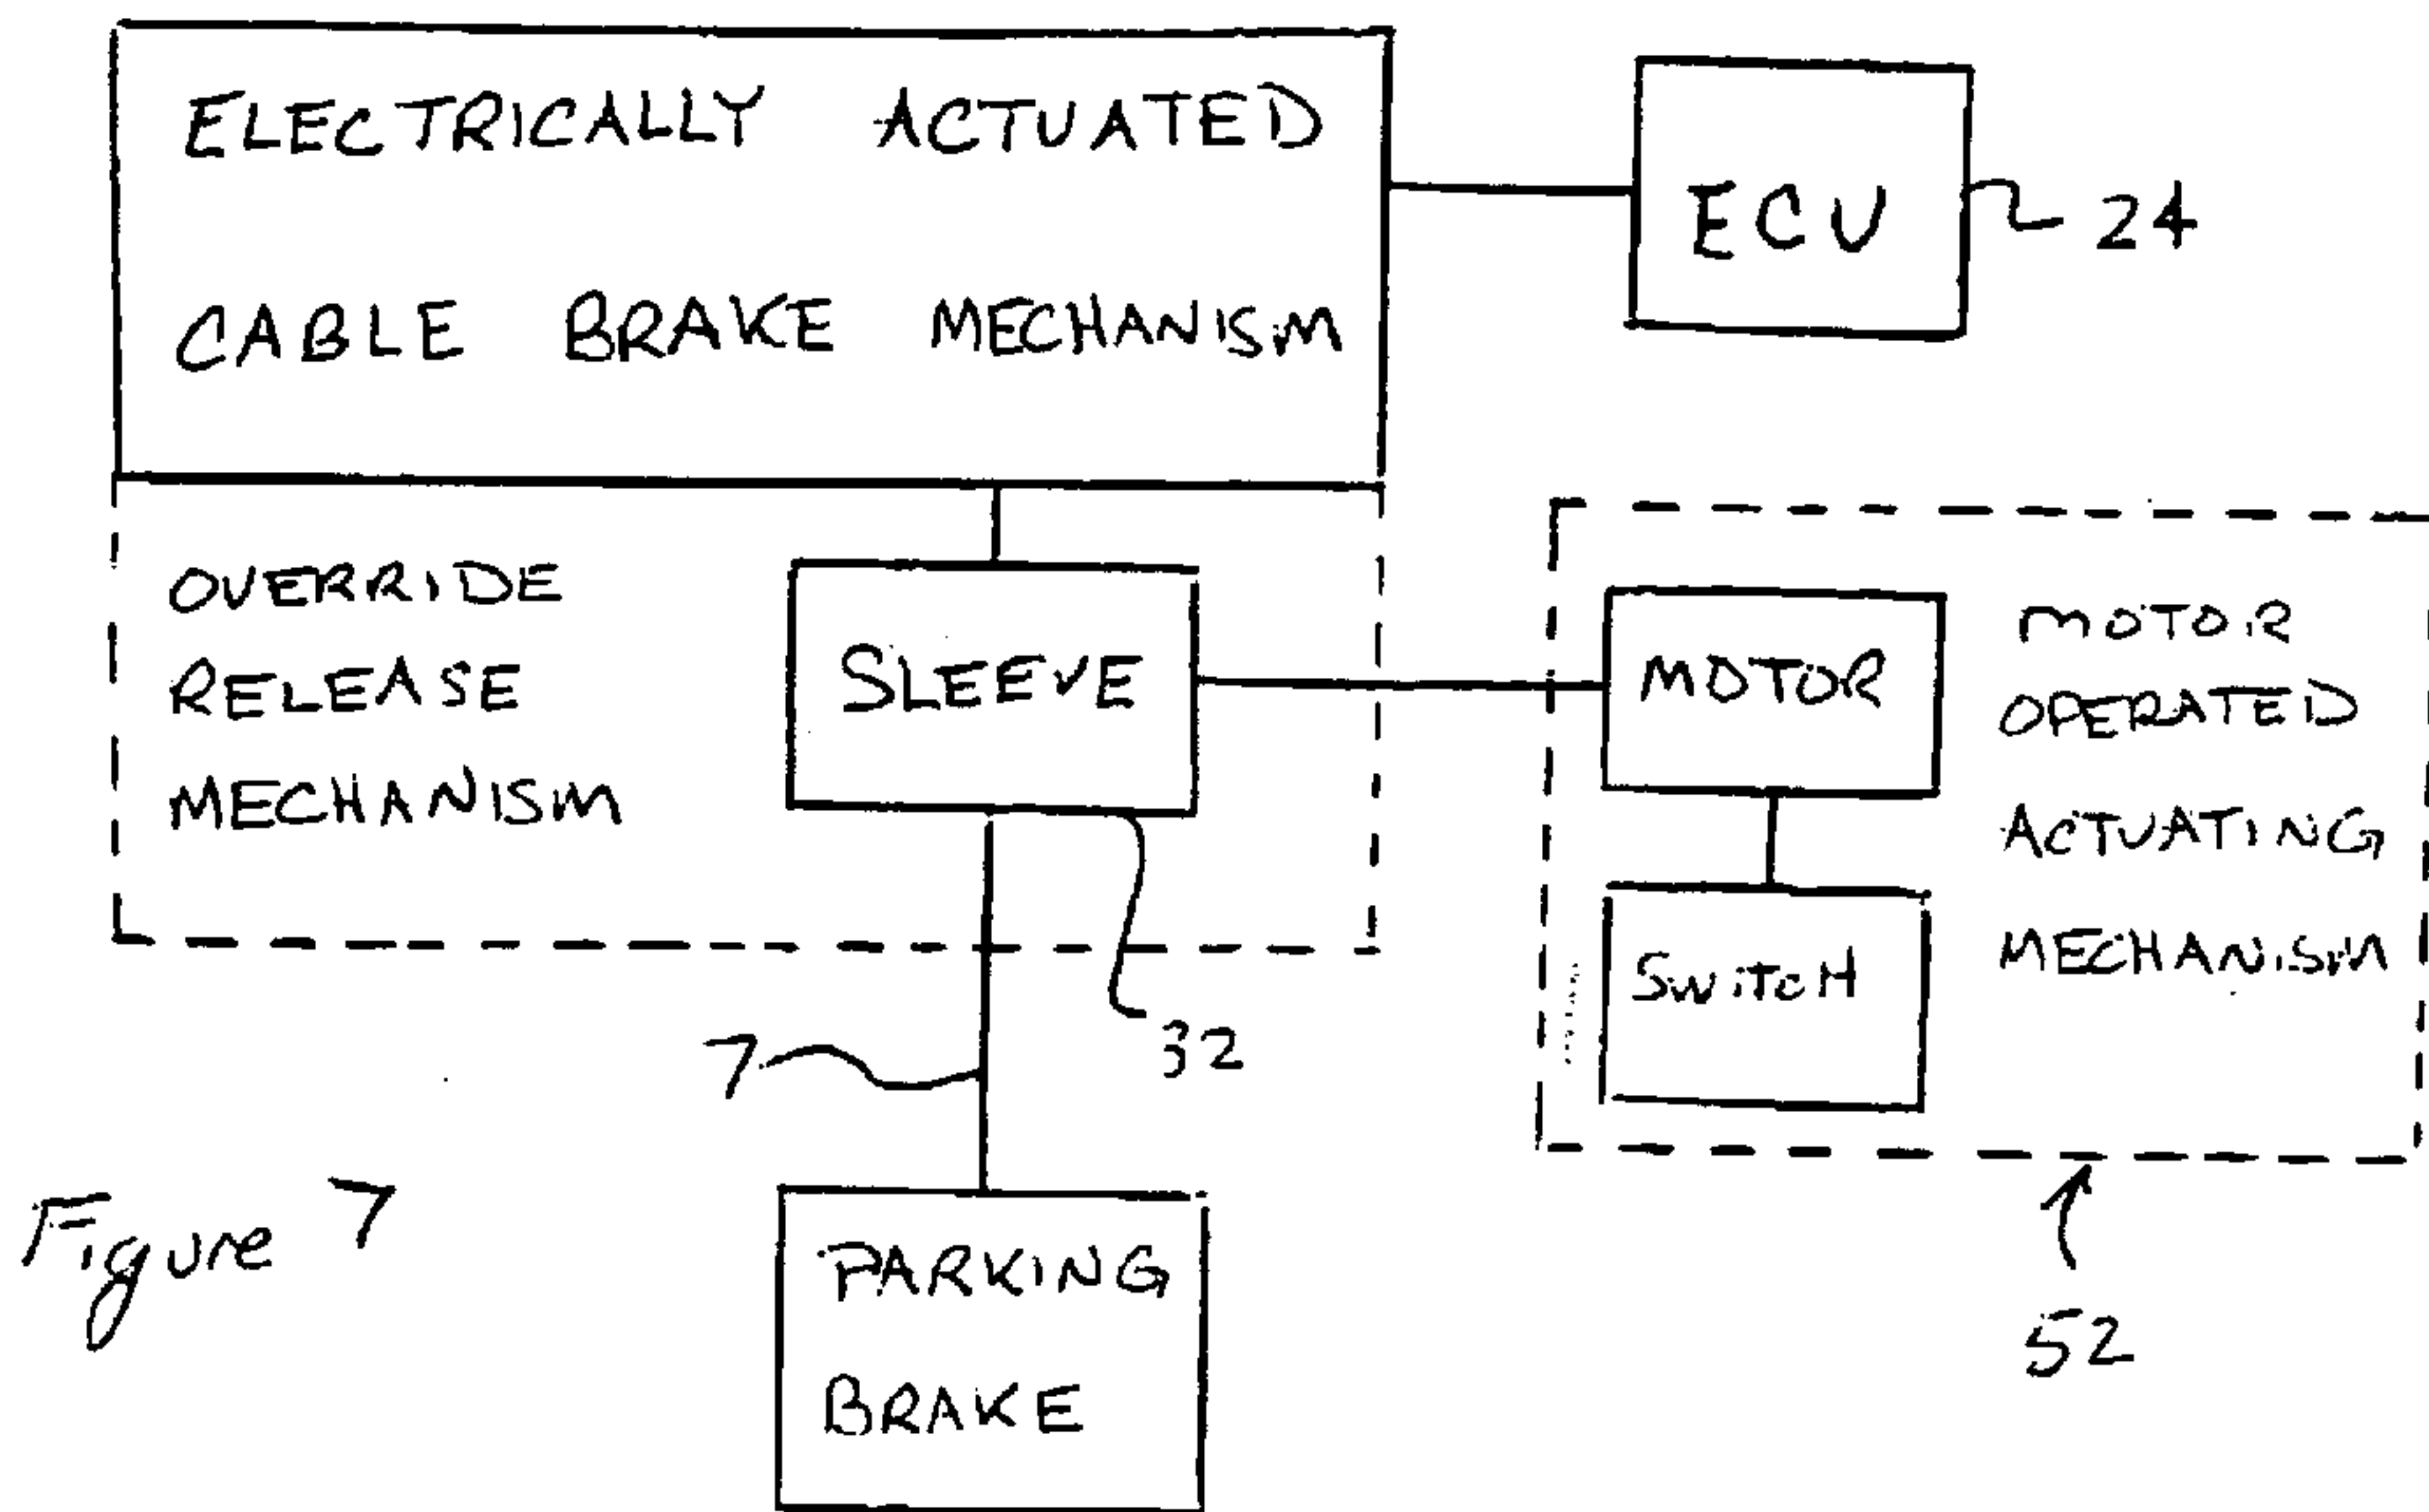 ELECTRICALLY ACTUATED
CABLE BRAKE MECHANISM
ECU
24
OVERRIDE
RELEASE
MECHANISM
SLEEVE
32
7
MOTOR
SWITCH
MOTOR
OPERATED
ACTUATING
MECHANISM
52
PARKING
BRAKE
Figure 7